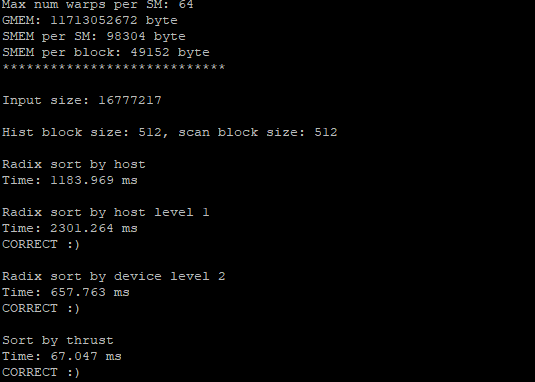 Max num warps per SM: 64
GMEM: 11713052672 byte
SMEM per SM: 98304 byte
SMEM per block: 49152 byte
****************************
Input size: 16777217
Hist block size: 512, scan block size: 512
Radix sort by host
Time: 1183.969 ms
Radix sort by host level 1
Time: 2301.264 ms
CORRECT :)
Radix sort by device level 2
Time: 657.763 ms
CORRECT :)
Sort by thrust
Time: 67.047 ms
CORRECT :)